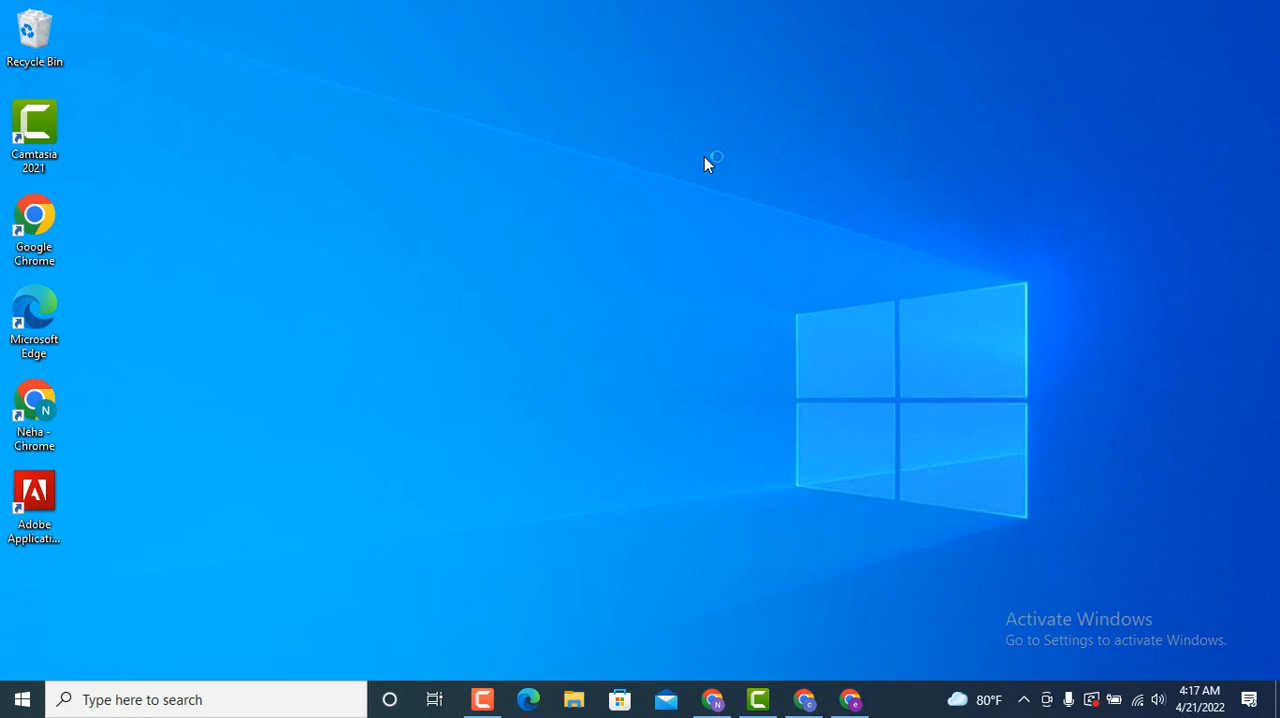 Recycle Bin
Camtasia
2021
Google
Chrome
Microsoft
Edge
N
Neha -
Chrome
Adobe
Applicati...
Activate Windows
Go to Settings to activate Windows.
Type here to search
N
c
e
80°F
4:17 AM
4/21/2022